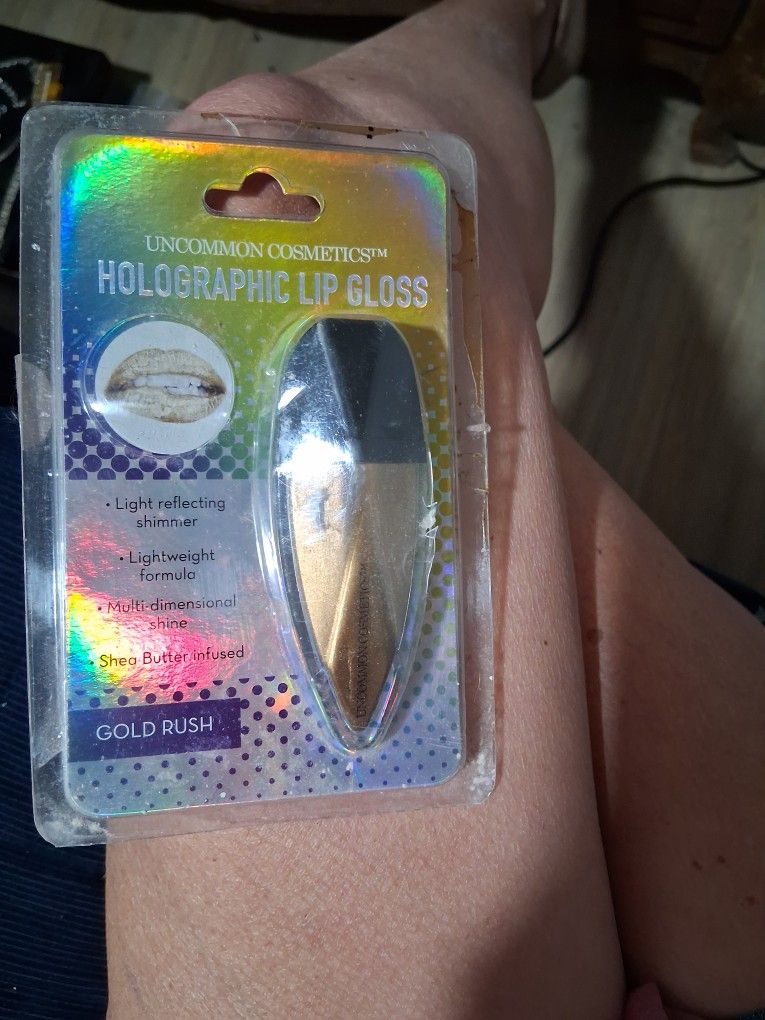 UNCOMMON COSMETICS™
HOLOGRAPHIC LIP GLOSS
• Light reflecting
shimmer
• Lightweight
formula
• Multi-dimensional
shine
• Shea Butter infused
GOLD RUSH
UNCOMMON COSMETICS